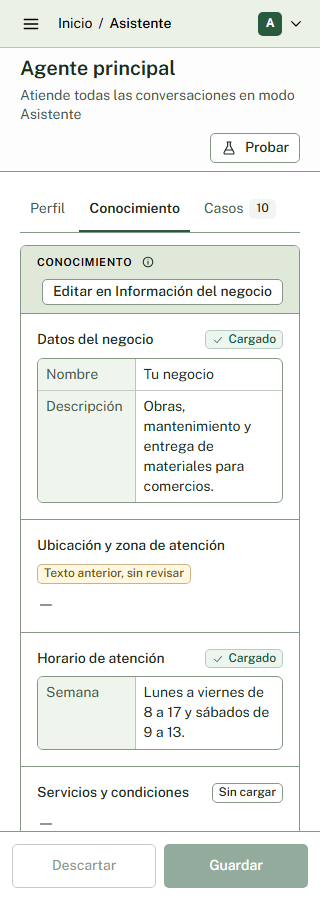 Inicio / Asistente
A
Agente principal
Atiende todas las conversaciones en modo
Asistente
Probar
Perfil
Conocimiento
Casos 10
CONOCIMIENTO
Editar en Información del negocio
Datos del negocio
Cargado
Nombre
Tu negocio
Descripción
Obras,
mantenimiento y
entrega de
materiales para
comercios.
Ubicación y zona de atención
Texto anterior, sin revisar
—
Horario de atención
Cargado
Semana
Lunes a viernes de
8 a 17 y sábados de
9 a 13.
Servicios y condiciones
Sin cargar
—
Descartar
Guardar